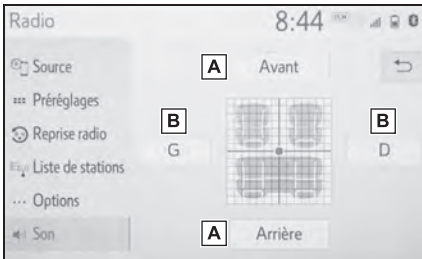 Radio 8:44
Source
A Avant
Préréglages
B B
Reprise radio
G D
Liste de stations
Options
Son
A Arrière